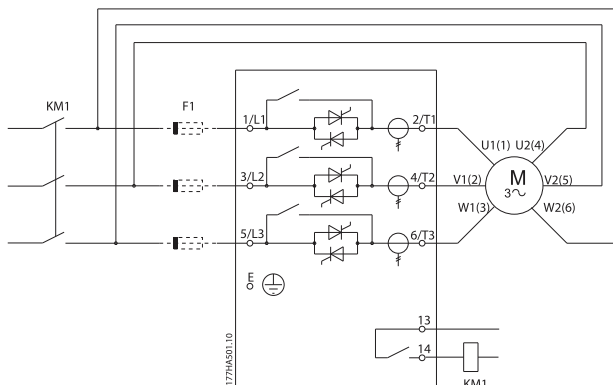 KM1
F1
1/L1
2/T1
U1(1)
U2(4)
3/L2
4/T2
V1(2)
M
3~
V2(5)
W1(3)
W2(6)
5/L3
6/T3
E
13
14
KM1
177HA501.10